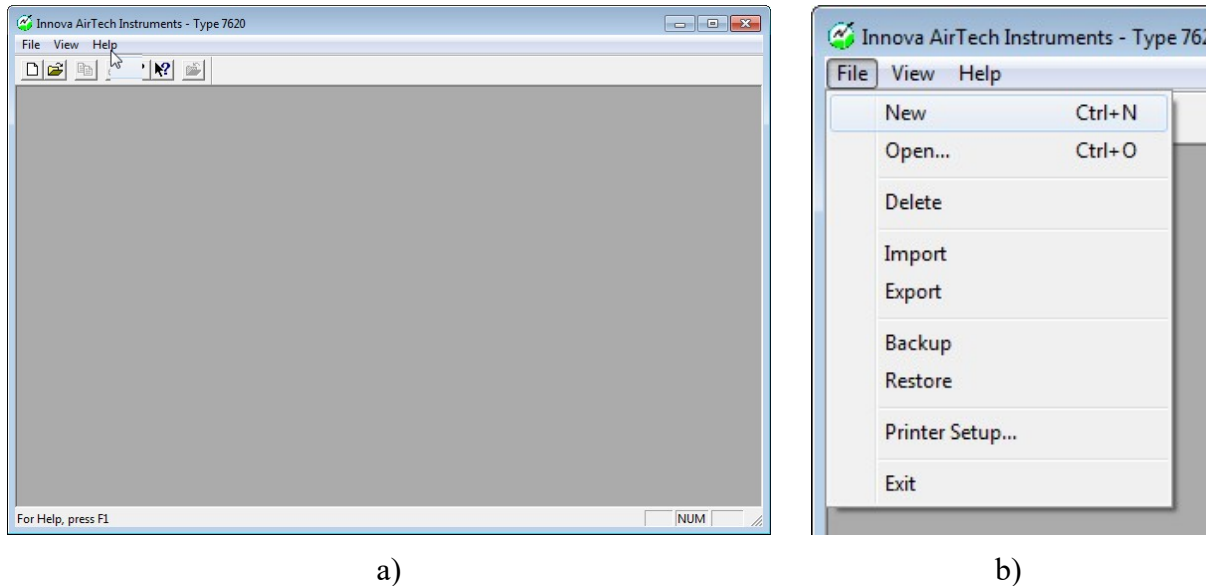 Innova AirTech Instruments - Type 7620
File View Help
For Help, press F1
NUM
a)
Innova AirTech Instruments - Type 762
File View Help
New Ctrl+N
Open... Ctrl+O
Delete
Import
Export
Backup
Restore
Printer Setup...
Exit
b)